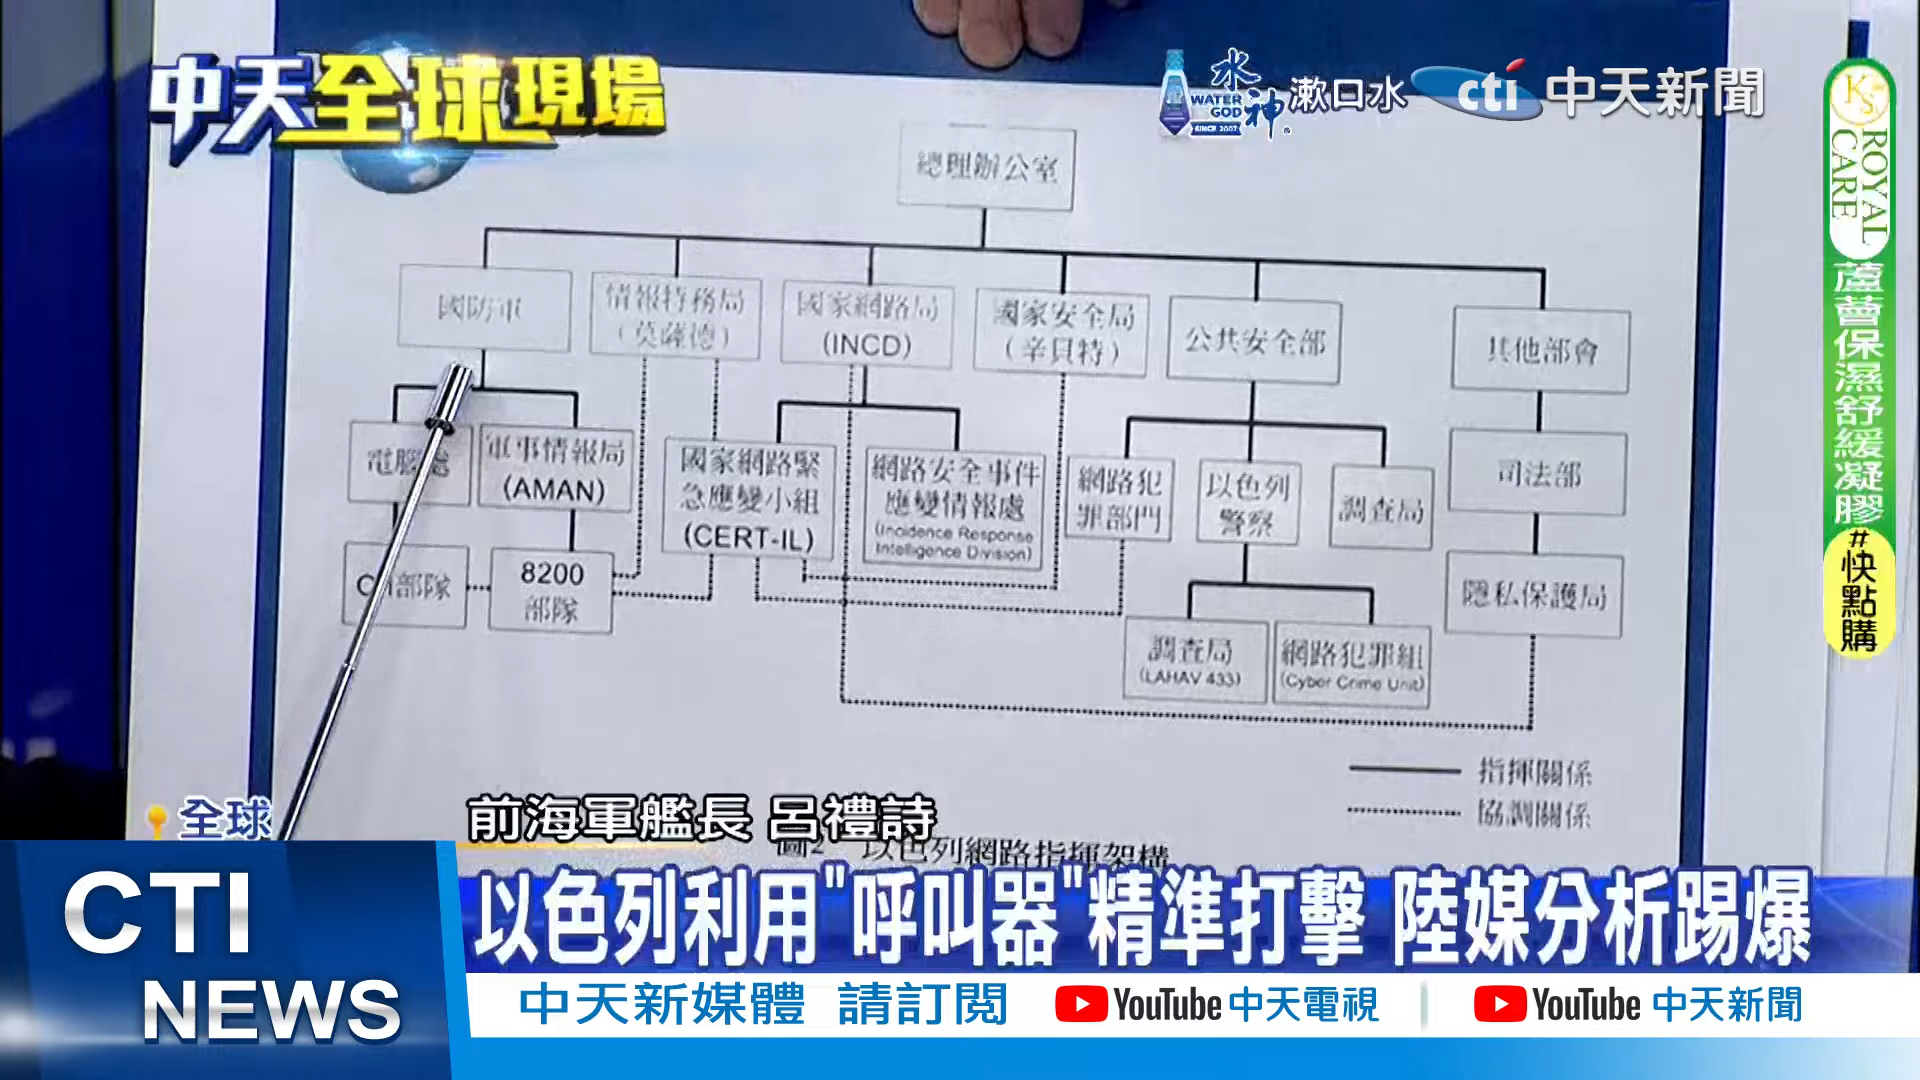 中天全球現場
水神
WATER
GOD
SINCE 2007
漱口水
cti 中天新聞
KS
ROYAL
CARE
蘆薈保濕舒緩凝膠
#快點購
總理辦公室
國防軍
情報特務局
(莫薩德)
國家網路局
(INCD)
國家安全局
(辛貝特)
公共安全部
其他部會
電腦
軍事情報局
(AMAN)
國家網路緊
急應變小組
(CERT-IL)
網路安全事件
應變情報處
(Incidence Response
Intelligence Division)
網路犯
罪部門
以色列
警察
調查局
司法部
部隊
8200
部隊
隱私保護局
調查局
(LAHAV 433)
網路犯罪組
(Cyber Crime Unit)
指揮關係
協調關係
圖2 以色列網路指揮架構
全球
前海軍艦長 呂禮詩
CTI
NEWS
以色列利用"呼叫器"精準打擊 陸媒分析踢爆
中天新媒體 請訂閱 YouTube 中天電視 | YouTube 中天新聞